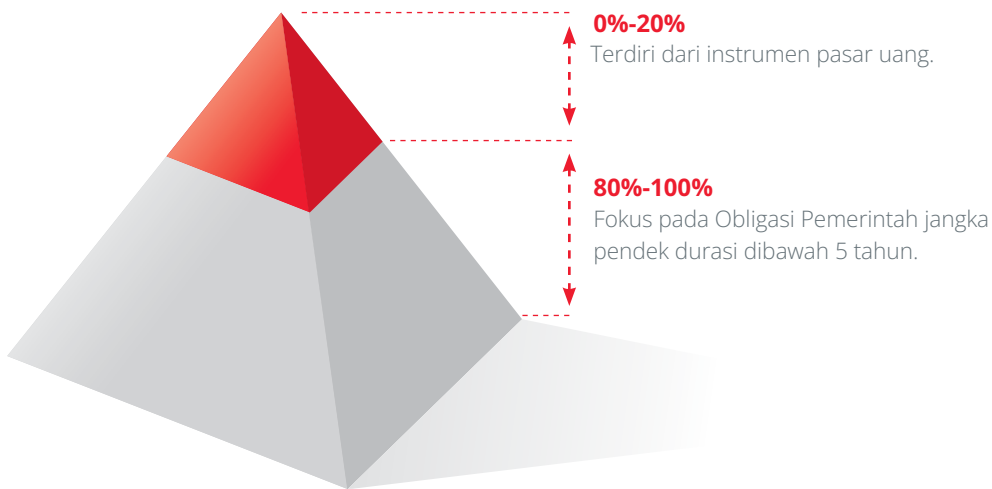 0%-20%
Terdiri dari instrumen pasar uang.
80%-100%
Fokus pada Obligasi Pemerintah jangka
pendek durasi dibawah 5 tahun.